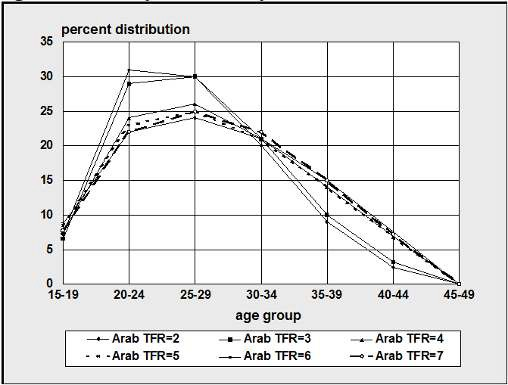 percent distribution
35
30
25
20
15
10
5
0
15-19 20-24 25-29 30-34 35-39 40-44 45-49
age group
Arab TFR=2 Arab TFR=3 Arab TFR=4
Arab TFR=5 Arab TFR=6 Arab TFR=7